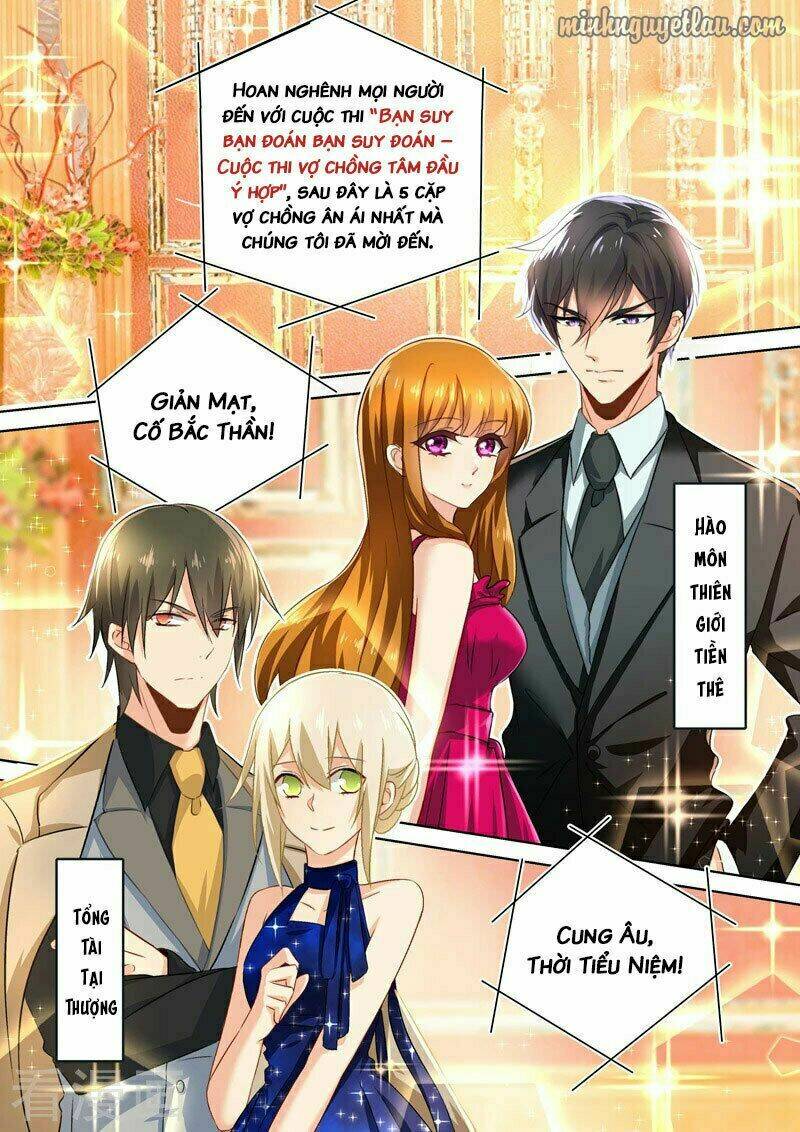 minhnguyetlau.com
HOAN NGHÊNH MỌI NGƯỜI
ĐẾN VỚI CUỘC THI “BẠN SUY
BẠN ĐOÁN BẠN SUY ĐOÁN –
CUỘC THI VỢ CHỒNG TÂM ĐẦU
Ý HỢP", SAU ĐÂY LÀ 5 CẶP
VỢ CHỒNG ÂN ÁI NHẤT MÀ
CHÚNG TÔI ĐÃ MỜI ĐẾN.
GIẢN MẠT,
CỐ BẮC THẦN!
HÀO
MÔN
THIÊN
GIỚI
TIỀN
THÊ
TỔNG
TÀI
TẠI
THƯỢNG
CUNG ÂU,
THỜI TIỂU NIỆM!
看漫画